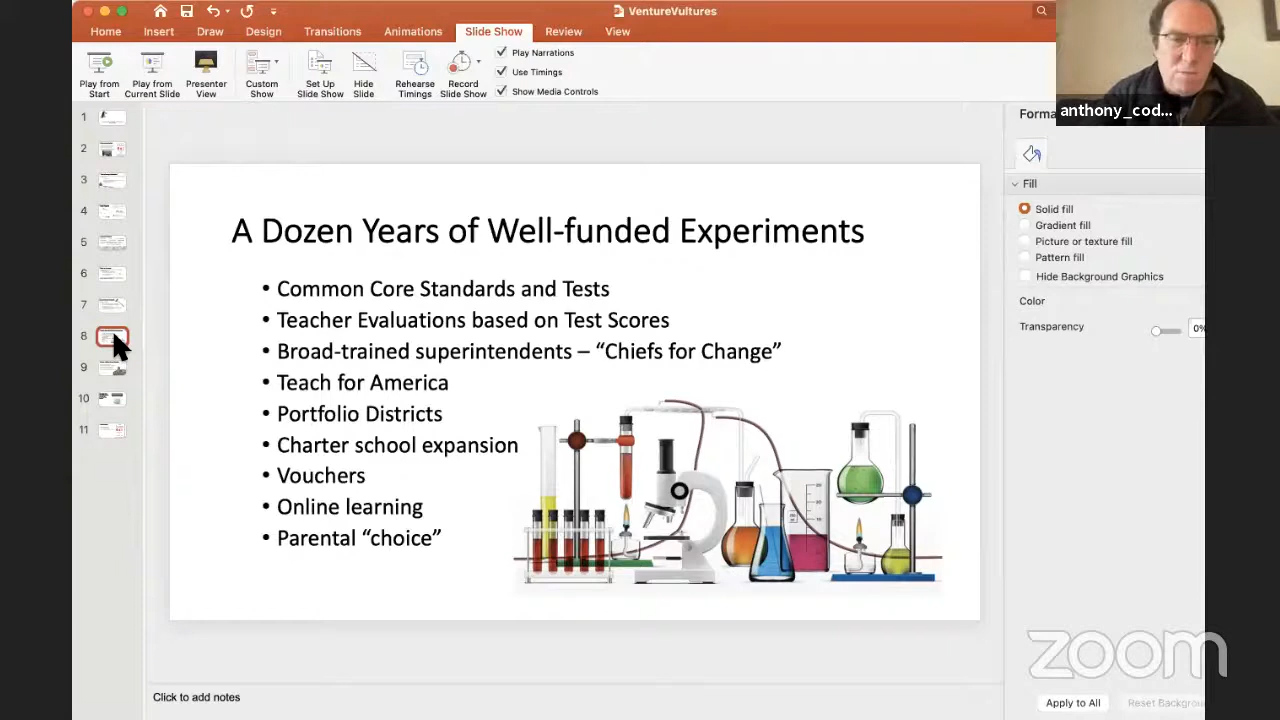 VentureVultures
Home Insert Draw Design Transitions Animations Slide Show Review View
Play from Start
Play from Current Slide
Presenter View
Custom Show
Set Up Slide Show
Hide Slide
Rehearse Timings
Record Slide Show
Play Narrations
Use Timings
Show Media Controls
anthony_cod...
1
2
3
4
5
6
7
8
9
10
11
A Dozen Years of Well-funded Experiments
• Common Core Standards and Tests
• Teacher Evaluations based on Test Scores
• Broad-trained superintendents – “Chiefs for Change”
• Teach for America
• Portfolio Districts
• Charter school expansion
• Vouchers
• Online learning
• Parental “choice”
Click to add notes
Forma
Fill
Solid fill
Gradient fill
Picture or texture fill
Pattern fill
Hide Background Graphics
Color
Transparency 0%
zoom
Apply to All Reset Backgrou